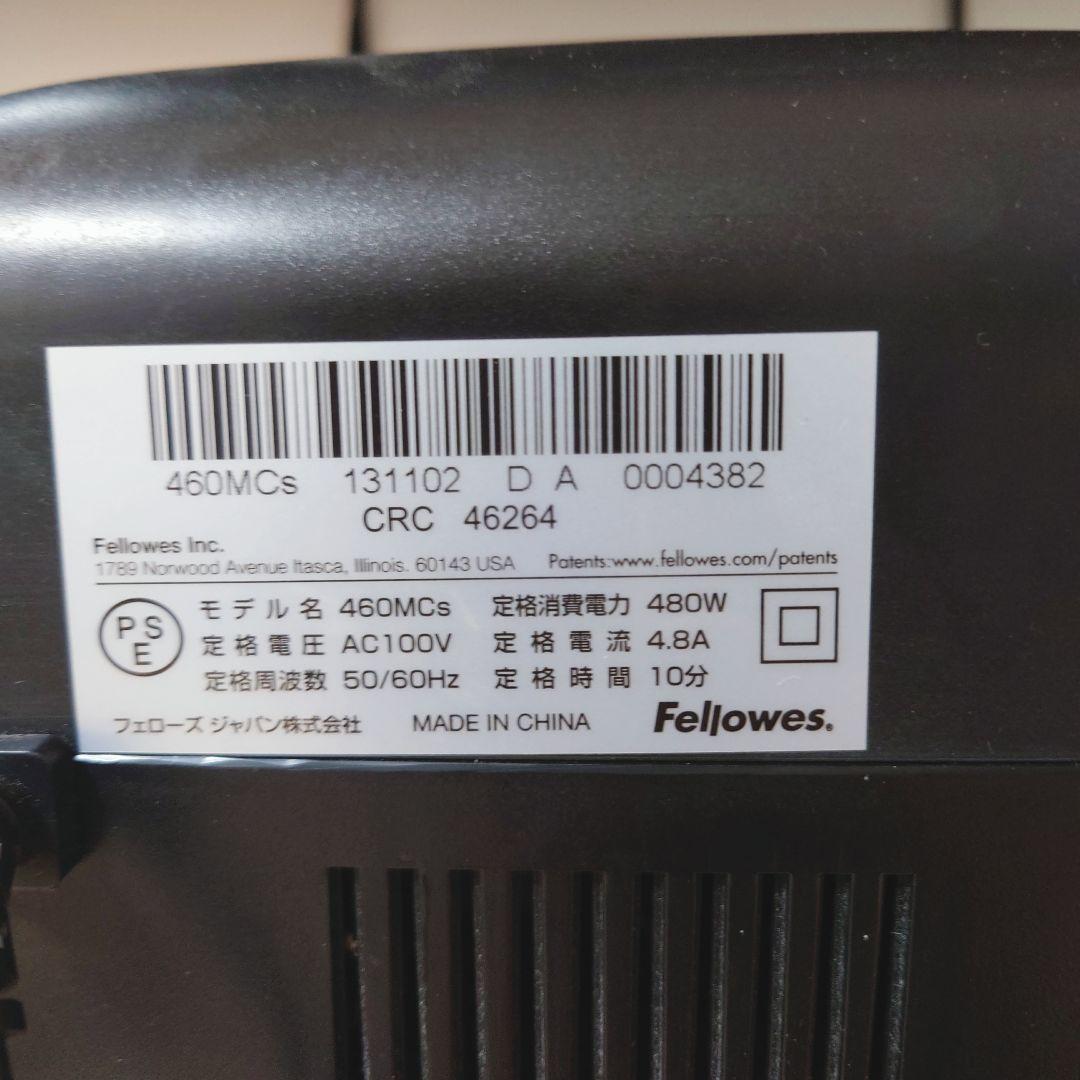 460MCs 131102 D A 0004382
CRC 46264
Fellowes Inc.
1789 Norwood Avenue Itasca, Illinois. 60143 USA Patents:www.fellowes.com/patents
PSE
モデル名 460MCs 定格消費電力 480W
定格電圧 AC100V 定格電流 4.8A
定格周波数 50/60Hz 定格時間 10分
フェローズ ジャパン株式会社 MADE IN CHINA Fellowes®